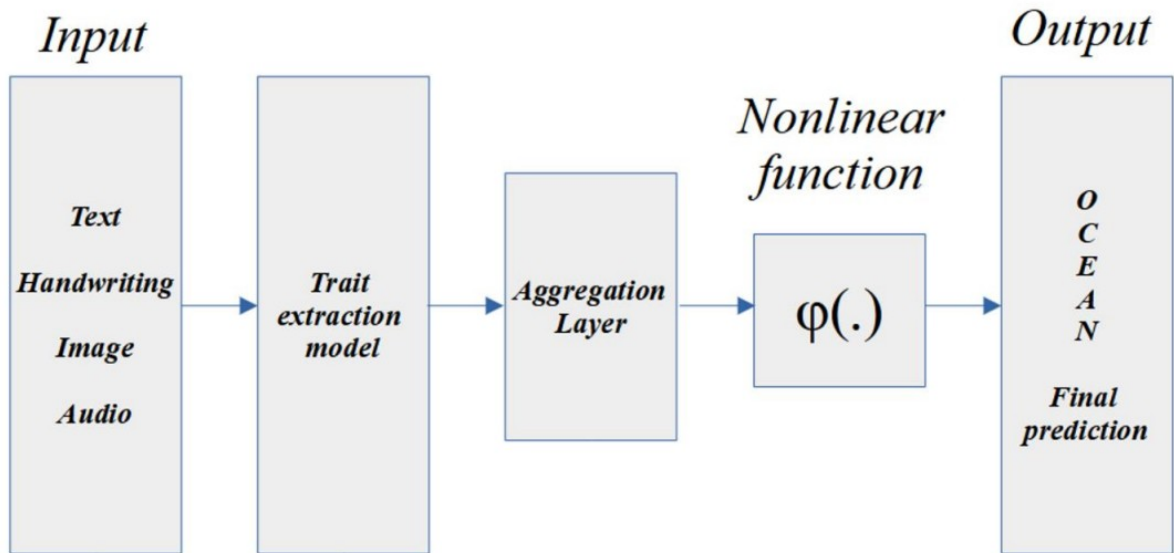 Input
Text
Handwriting
Image
Audio
Trait
extraction
model
Aggregation
Layer
Nonlinear
function
φ(.)
Output
O
C
E
A
N
Final
prediction